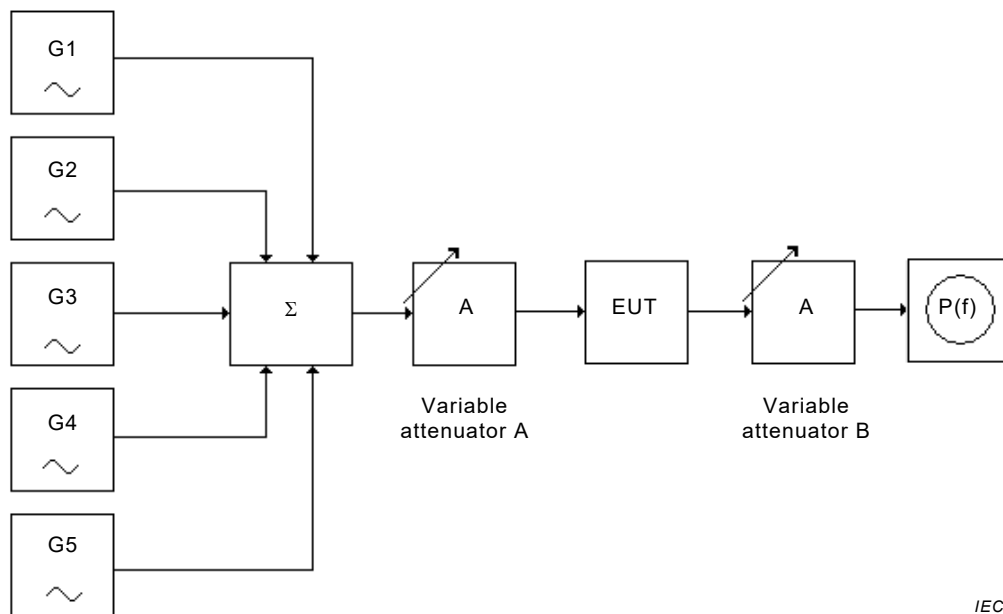 G1
G2
G3
G4
G5
Σ
A
EUT
A
P(f)
Variable
attenuator A
Variable
attenuator B
IEC